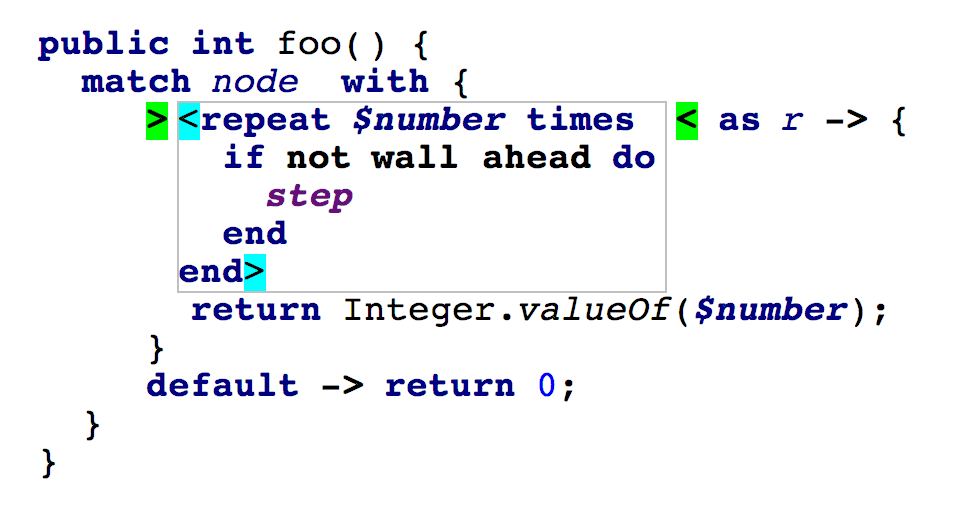 public int foo() {
match node with {
> <repeat $number times < as r -> {
if not wall ahead do
step
end
end>
return Integer.valueOf($number);
}
default -> return 0;
}
}